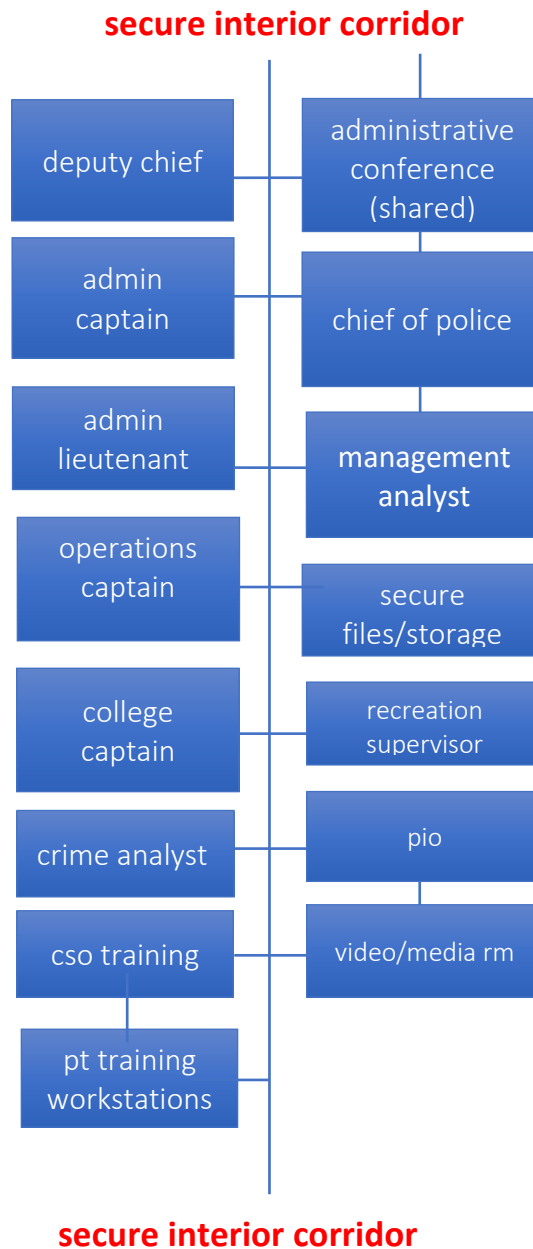 secure interior corridor
deputy chief
administrative
conference
(shared)
admin
captain
chief of police
admin
lieutenant
management
analyst
operations
captain
secure
files/storage
college
captain
recreation
supervisor
crime analyst
pio
cso training
video/media rm
pt training
workstations
secure interior corridor